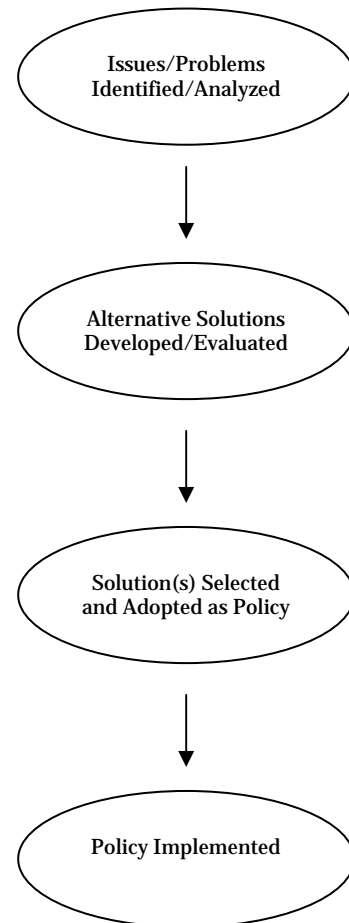 Issues/Problems
Identified/Analyzed
Alternative Solutions
Developed/Evaluated
Solution(s) Selected
and Adopted as Policy
Policy Implemented